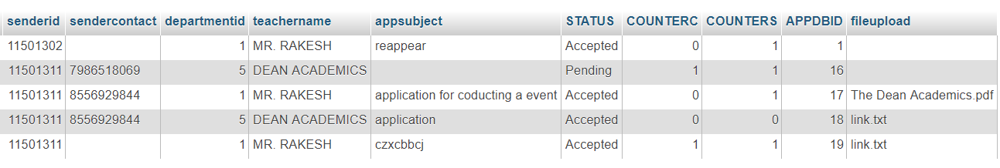 senderid sendercontact departmentid teachername appsubject STATUS COUNTERC COUNTERS APPDBID fileupload
11501302 1 MR. RAKESH reappear Accepted 0 1 1
11501311 7986518069 5 DEAN ACADEMICS Pending 1 1 16
11501311 8556929844 1 MR. RAKESH application for coducting a event Accepted 0 1 17 The Dean Academics.pdf
11501311 8556929844 5 DEAN ACADEMICS application Accepted 0 0 18 link.txt
11501311 1 MR. RAKESH czxcbbcj Accepted 1 1 19 link.txt